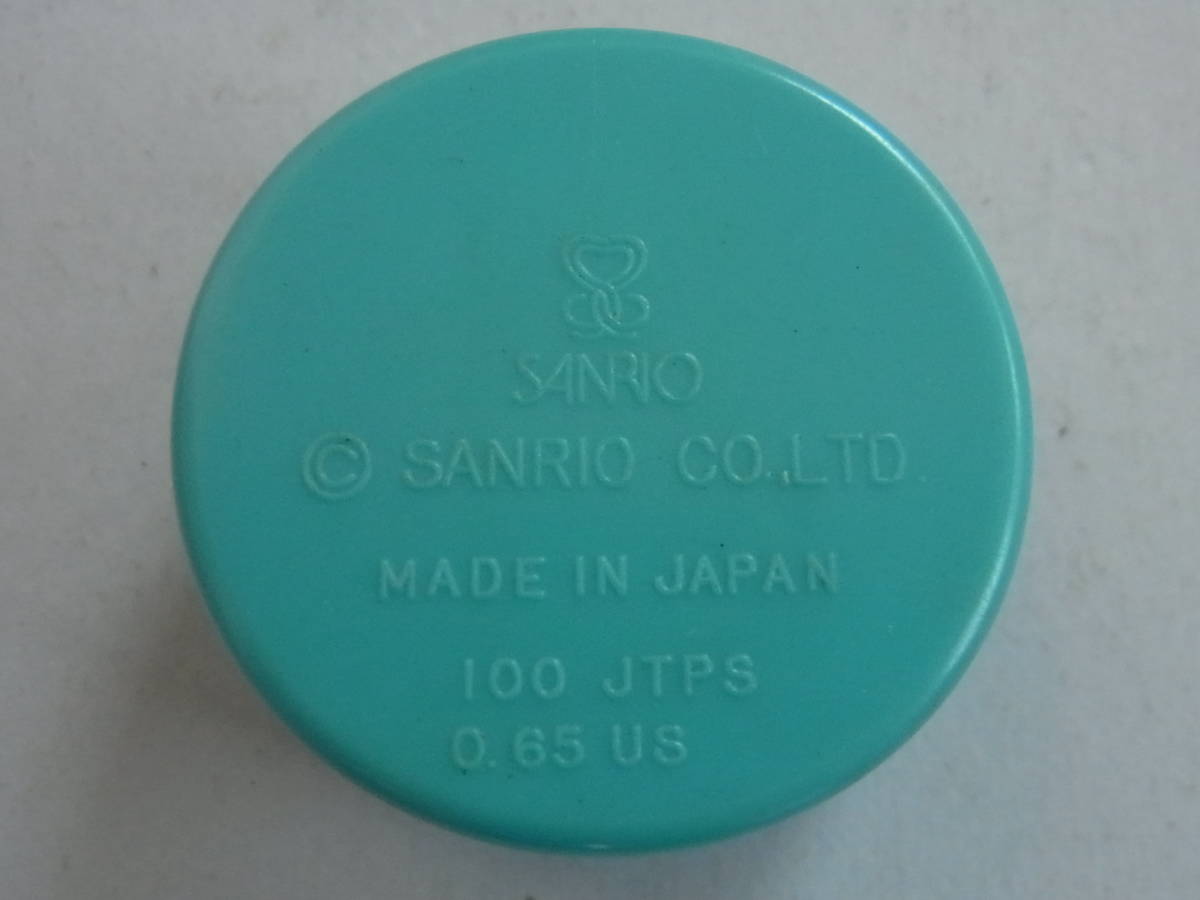 SANRIO
© SANRIO CO.,LTD.
MADE IN JAPAN
100 JTPS
0.65 US